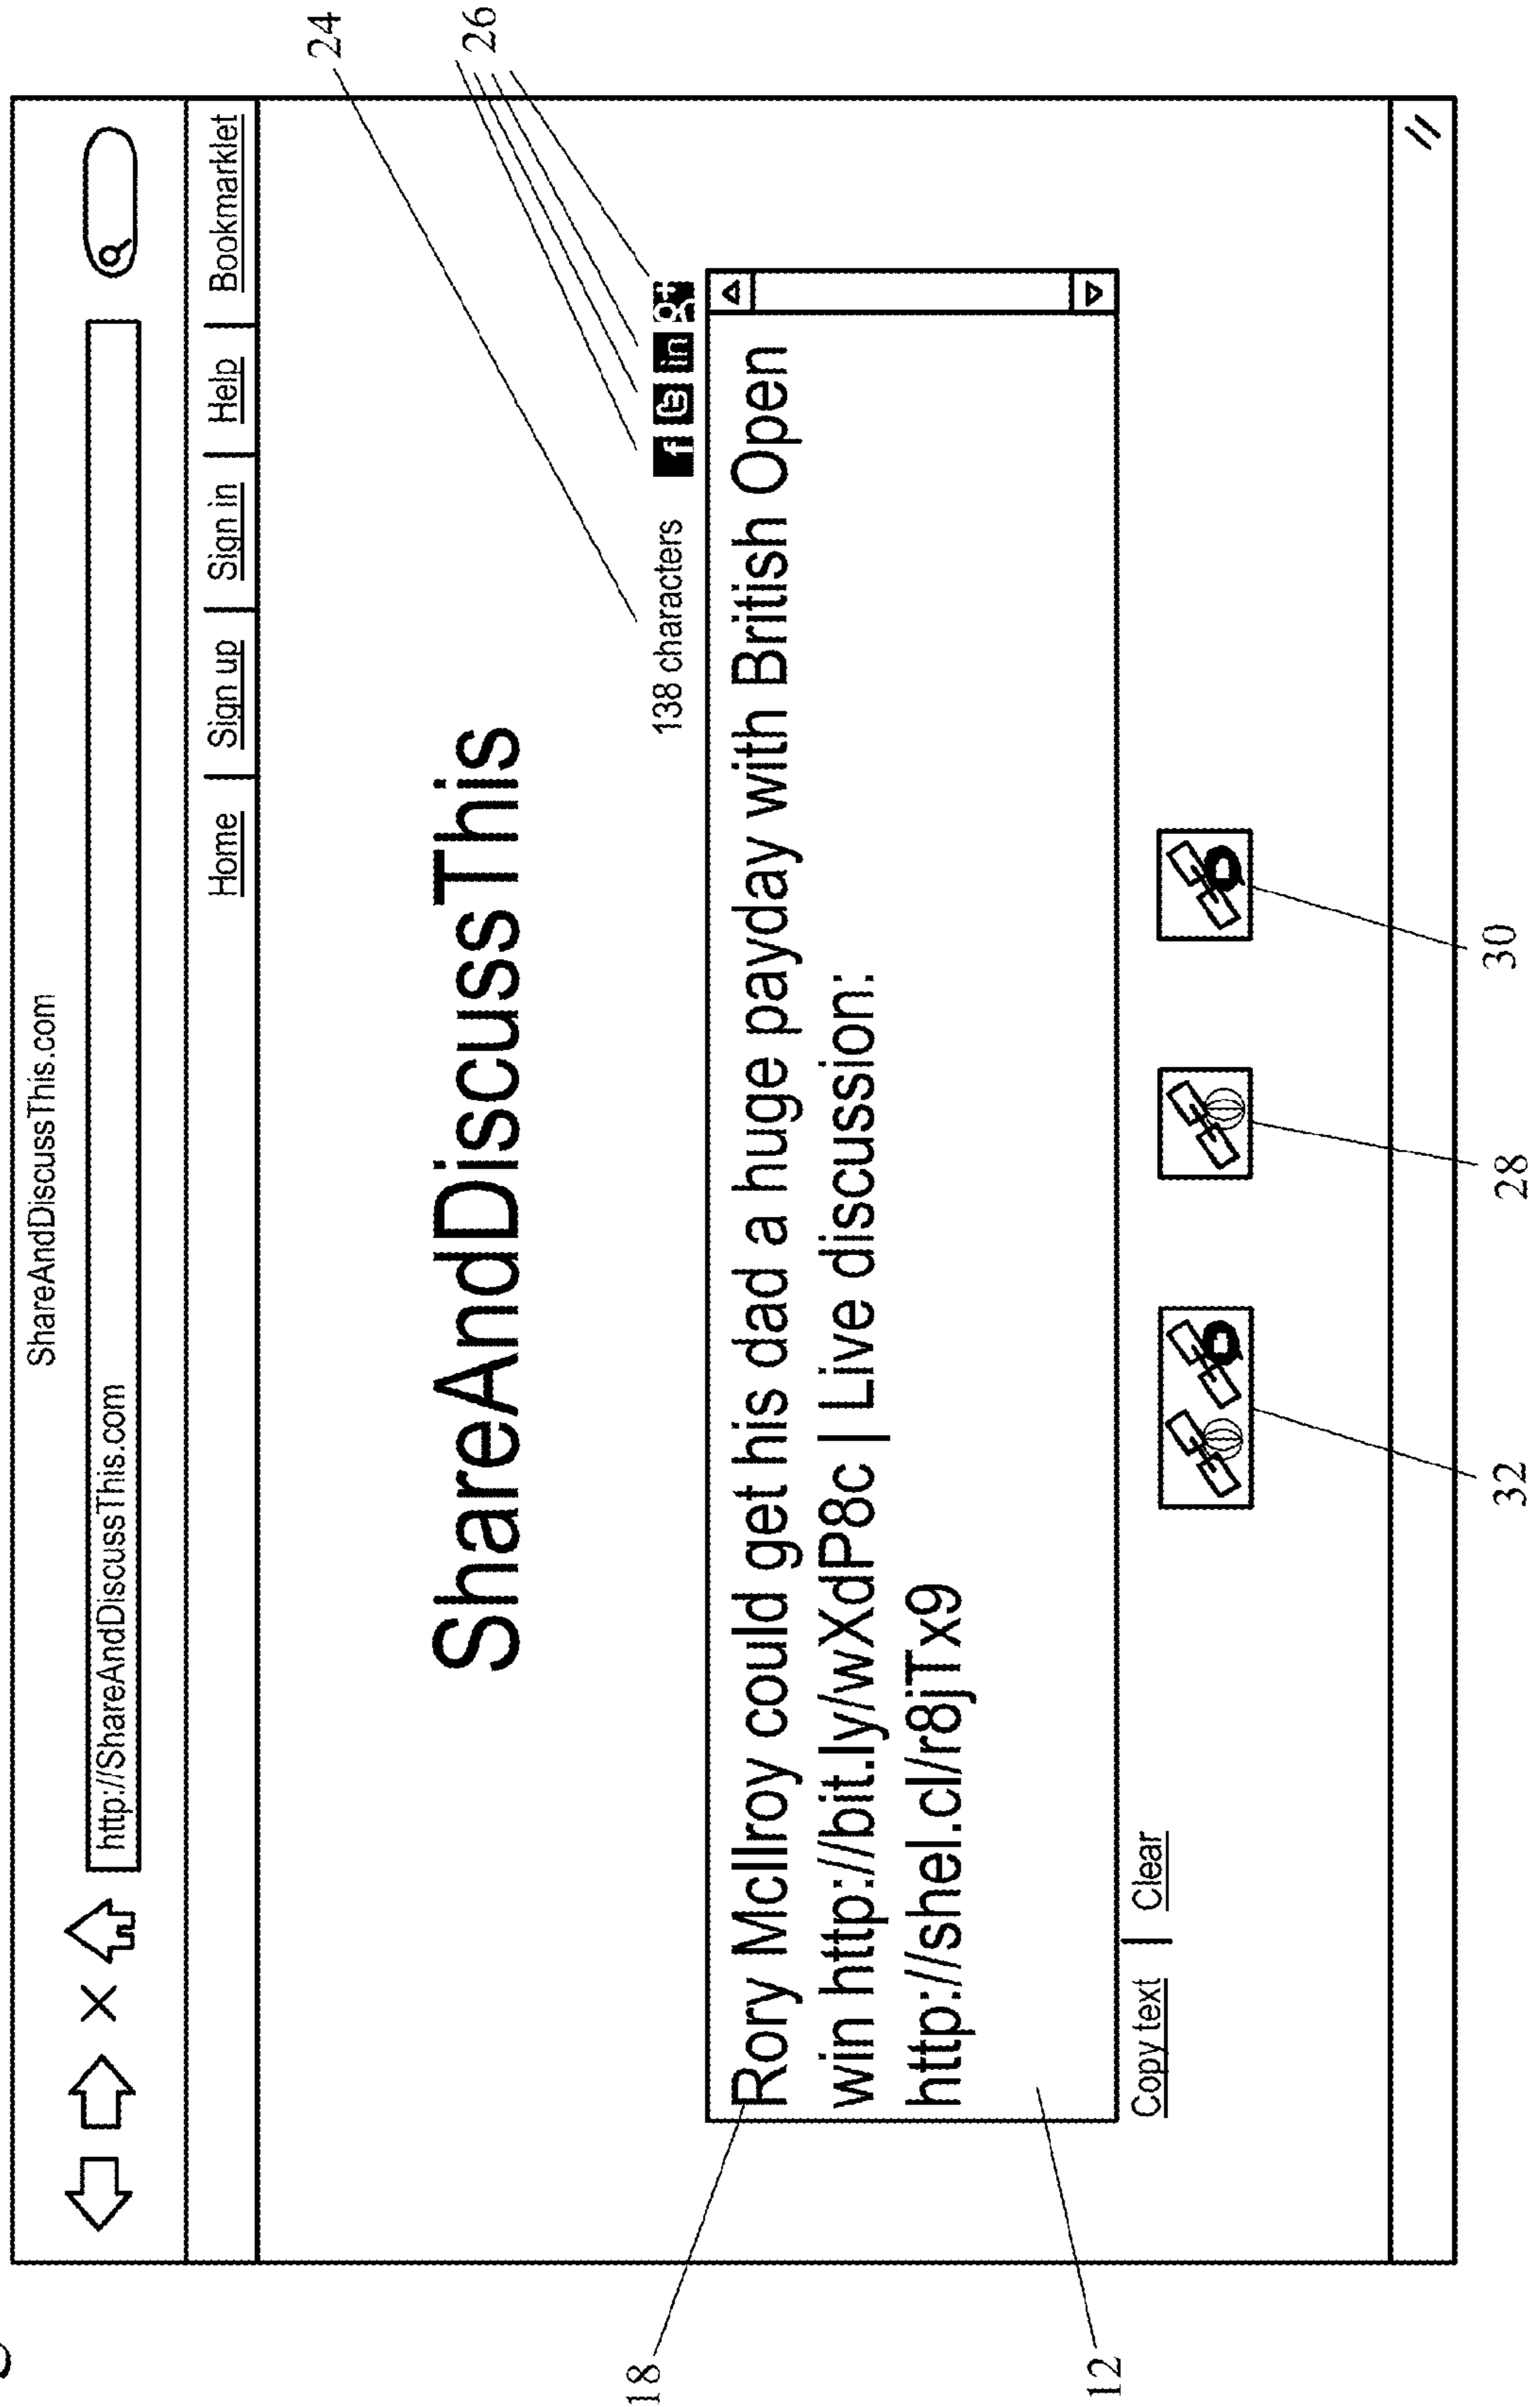 ShareAndDiscussThis.com
http://ShareAndDiscussThis.com
Home | Sign up | Sign in | Help | Bookmarklet
24
26
ShareAndDiscussThis
138 characters
f t in g+
18
Rory McIlroy could get his dad a huge payday with British Open
win http://bit.ly/wXdP8c | Live discussion:
http://shel.cl/r8jTx9
12
Copy text | Clear
32
28
30